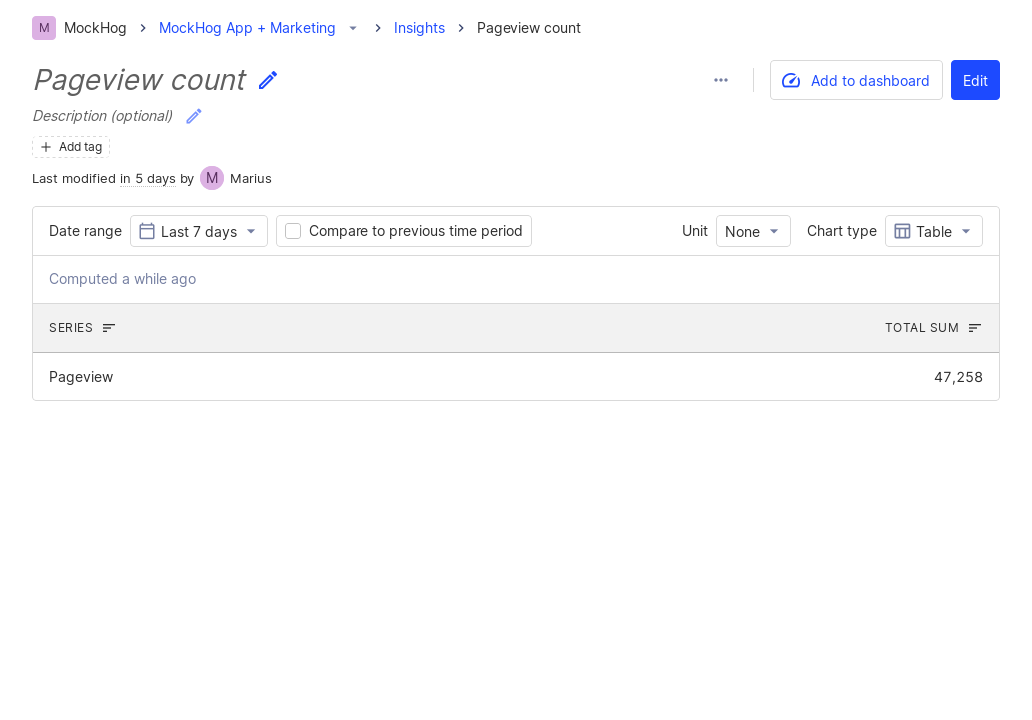 M MockHog MockHog App + Marketing Insights Pageview count
Pageview count
Add to dashboard Edit
Description (optional)
Add tag
Last modified in 5 days by M Marius
Date range Last 7 days Compare to previous time period Unit None Chart type Table
Computed a while ago
SERIES TOTAL SUM
Pageview 47,258